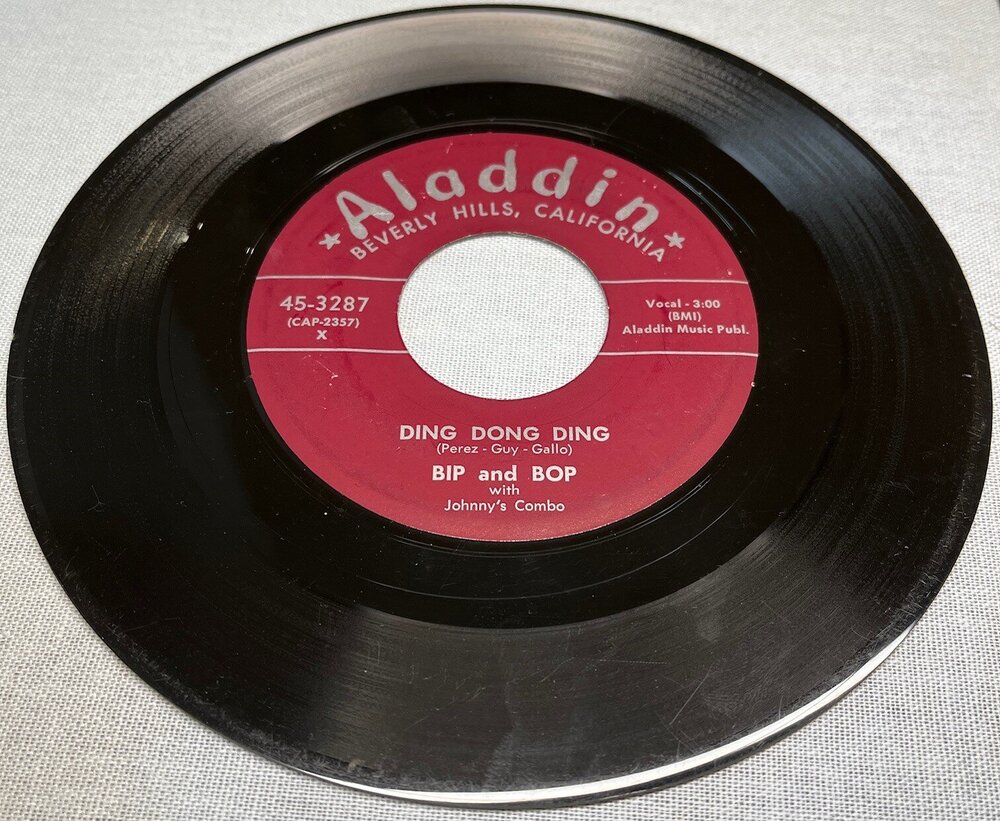 ★Aladdin★
BEVERLY HILLS, CALIFORNIA
45-3287
(CAP-2357)
X
Vocal - 3:00
(BMI)
Aladdin Music Publ.
DING DONG DING
(Perez - Guy - Gallo)
BIP and BOP
with
Johnny's Combo